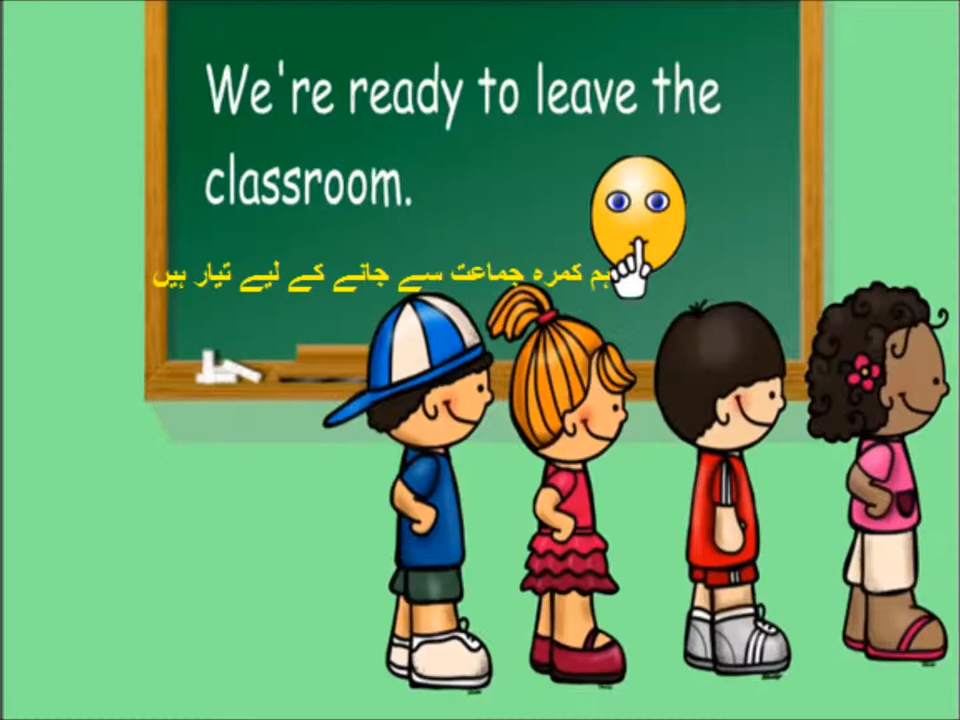 We're ready to leave the
classroom.
ہم کمرہ جماعت سے جانے کے لیے تیار ہیں